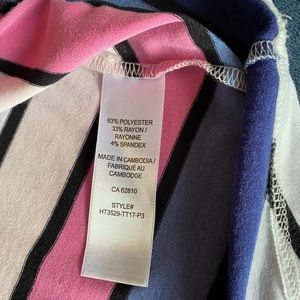 63% POLYESTER
33% RAYON /
RAYONNE
4% SPANDEX
MADE IN CAMBODIA /
FABRIQUÉ AU
CAMBODGE
CA 62810
STYLE#
HT3529-TT17-P3